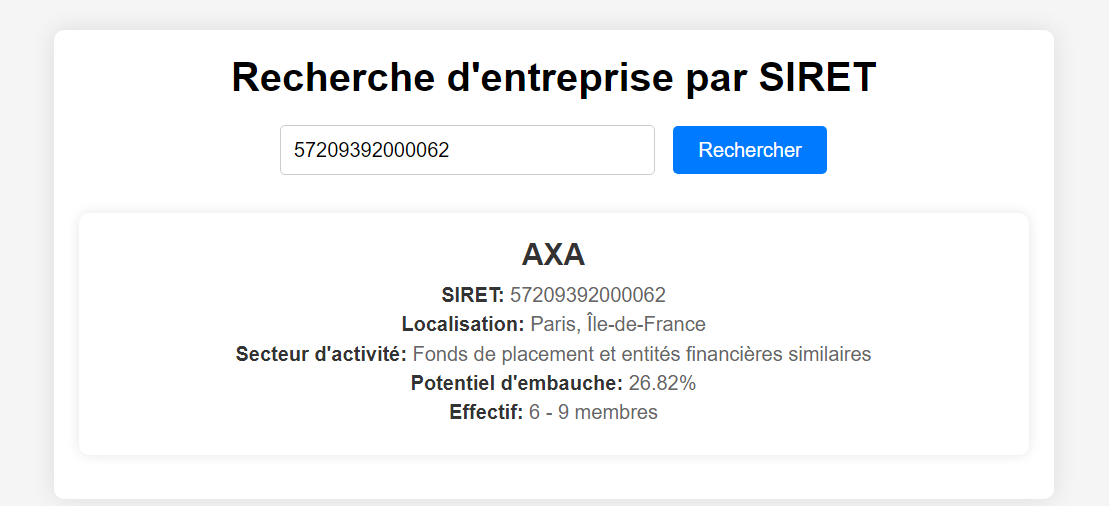 Recherche d'entreprise par SIRET
57209392000062
Rechercher
AXA
SIRET: 57209392000062
Localisation: Paris, Île-de-France
Secteur d'activité: Fonds de placement et entités financières similaires
Potentiel d'embauche: 26.82%
Effectif: 6 - 9 membres